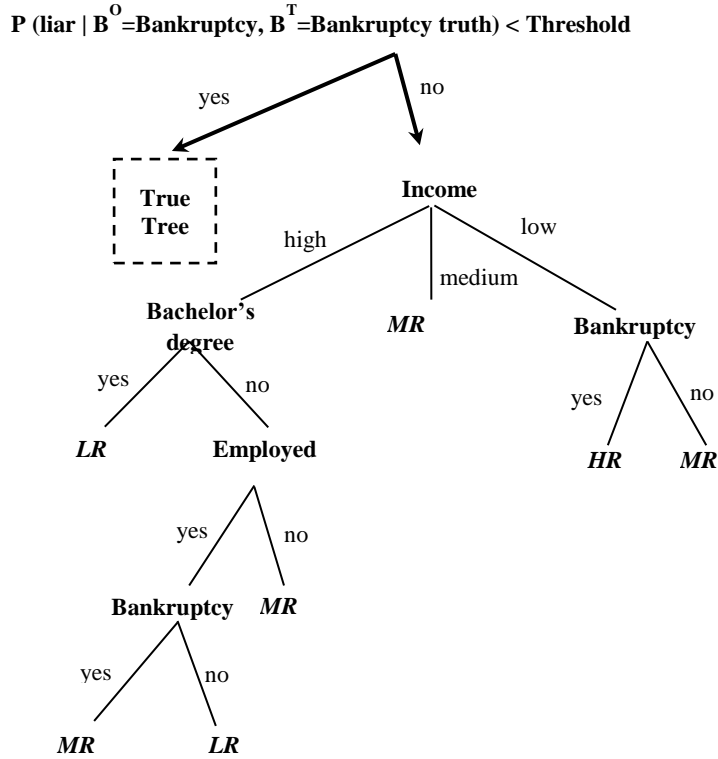 P (liar | B^O=Bankruptcy, B^T=Bankruptcy truth) < Threshold
yes
no
True
Tree
Income
high
medium
low
Bachelor's
degree
MR
Bankruptcy
yes
no
yes
no
LR
Employed
HR
MR
yes
no
Bankruptcy
MR
yes
no
MR
LR